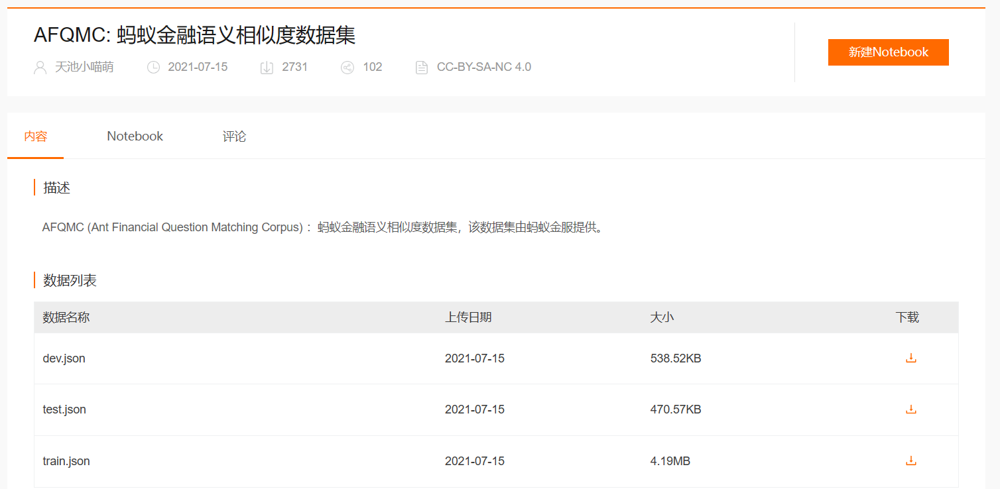 AFQMC: 蚂蚁金融语义相似度数据集
天池小喵萌 2021-07-15 2731 102 CC-BY-SA-NC 4.0
新建Notebook
内容 Notebook 评论
描述
AFQMC (Ant Financial Question Matching Corpus)：蚂蚁金融语义相似度数据集，该数据集由蚂蚁金服提供。
数据列表
数据名称 上传日期 大小 下载
dev.json 2021-07-15 538.52KB
test.json 2021-07-15 470.57KB
train.json 2021-07-15 4.19MB